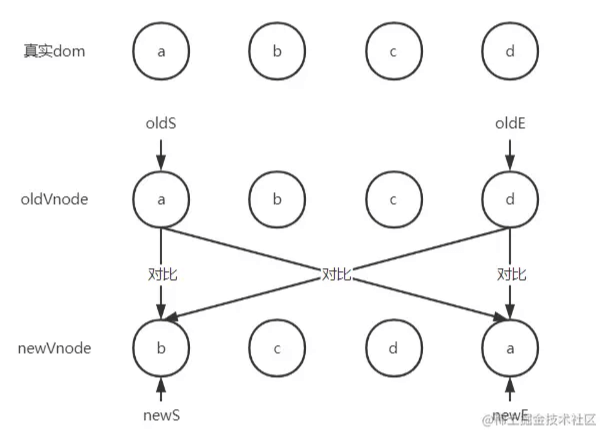 真实dom a b c d
oldS oldE
oldVnode a b c d
对比 对比 对比
newVnode b c d a
newS newE
@稀土掘金技术社区